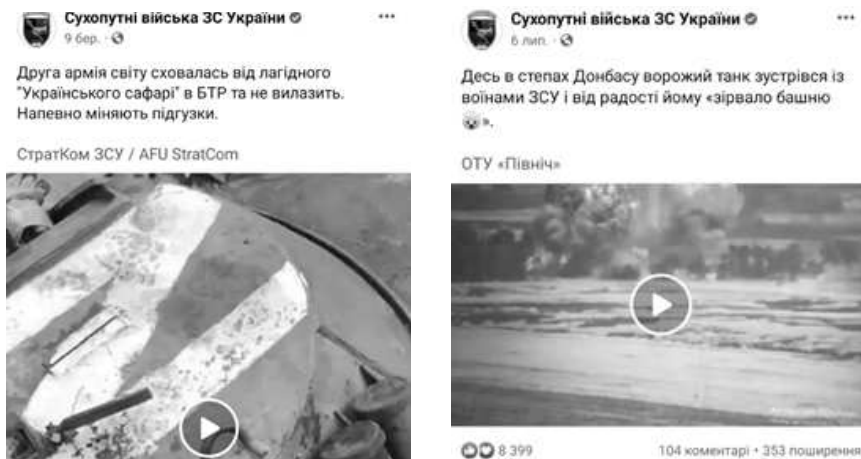 Сухопутні війська ЗС України
9 бер.
Друга армія світу сховалась від лагідного
"Українського сафарі" в БТР та не вилазить.
Напевно міняють підгузки.
СтратКом ЗСУ / AFU StratCom
Сухопутні війська ЗС України
6 лип.
Десь в степах Донбасу ворожий танк зустрівся із
воїнами ЗСУ і від радості йому «зірвало башню
».
ОТУ «Північ»
8 399
104 коментарі • 353 поширення